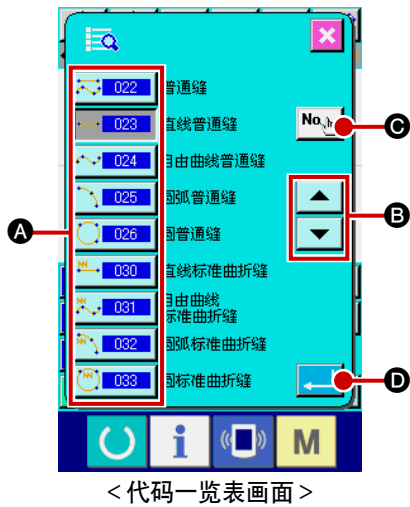 022 普通缝
023 直线普通缝
No.
024 自由曲线普通缝
025 圆弧普通缝
026 圆普通缝
030 直线标准曲折缝
031 自由曲线
标准曲折缝
032 圆弧标准曲折缝
033 圆标准曲折缝
A
B
C
D
i
M
<代码一览表画面>